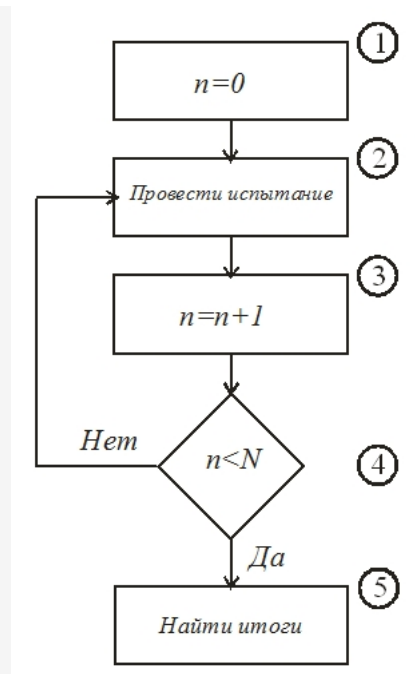 1
n=0
2
Провести испытание
3
n=n+1
Нет
n<N
4
Да
5
Найти итоги